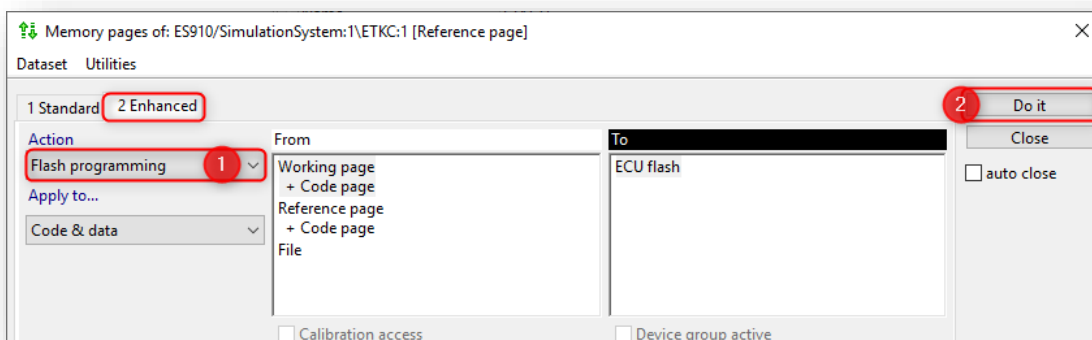 Memory pages of: ES910/SimulationSystem:1\ETKC:1 [Reference page]
Dataset Utilities
1 Standard 2 Enhanced
2 Do it
Action From To Close
Flash programming 1
Working page
+ Code page
Reference page
+ Code page
File
ECU flash
auto close
Apply to...
Code & data
Calibration access Device group active